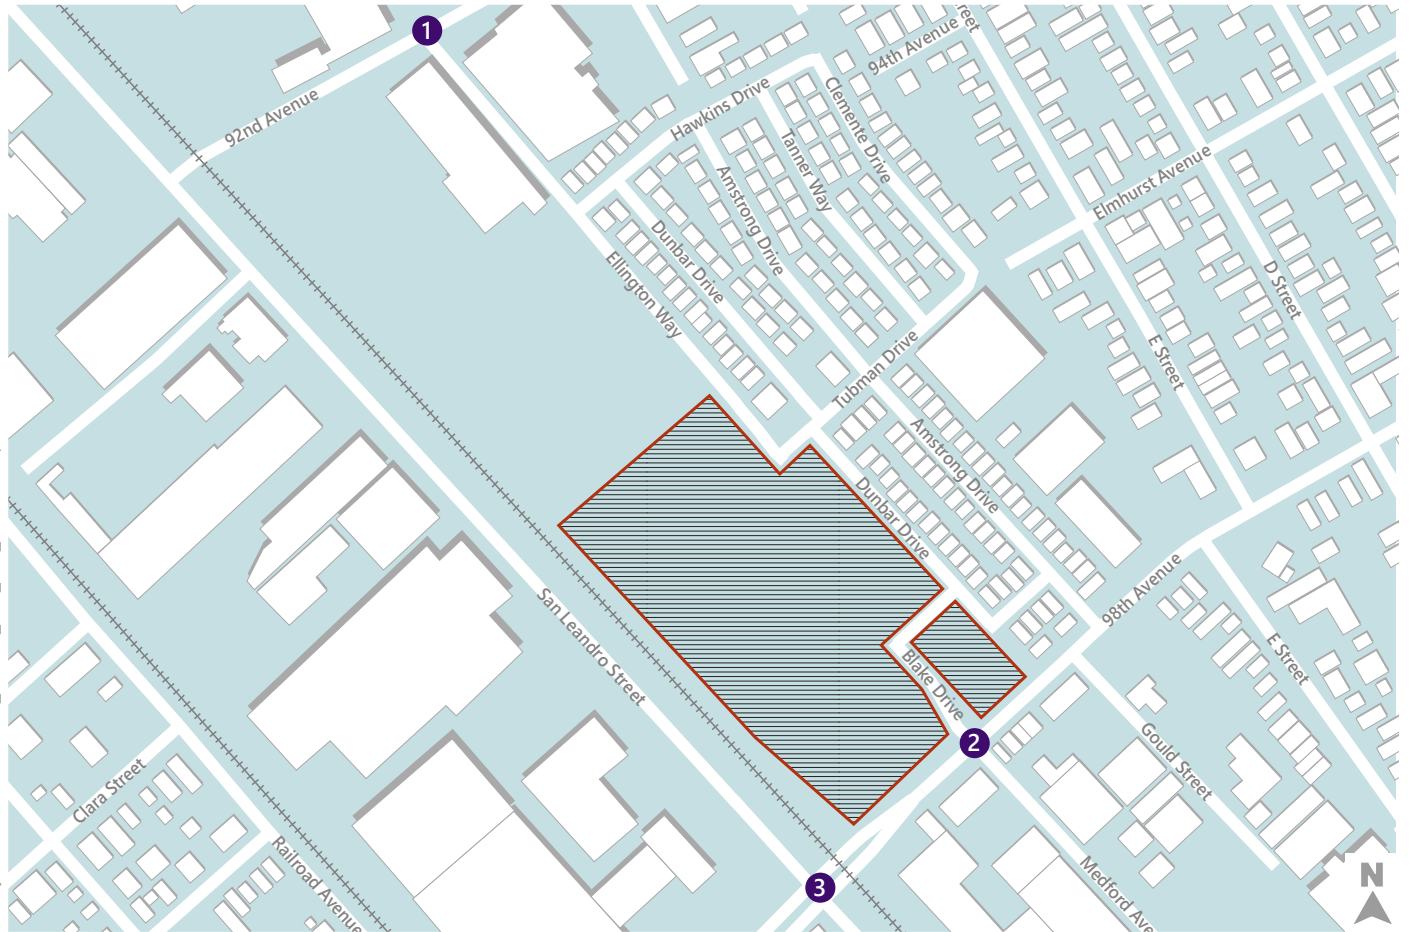 1
94th Avenue
reet
92nd Avenue
Hawkins Drive
Clemente Drive
Tanner Way
Amstrong Drive
Elmhurst Avenue
Dunbar Drive
Ellington Way
D Street
E Street
Tubman Drive
Amstrong Drive
Dunbar Drive
98th Avenue
San Leandro Street
Blake Drive
E Street
2
Gould Street
Clara Street
Railroad Avenue
Medford Ave
3
N